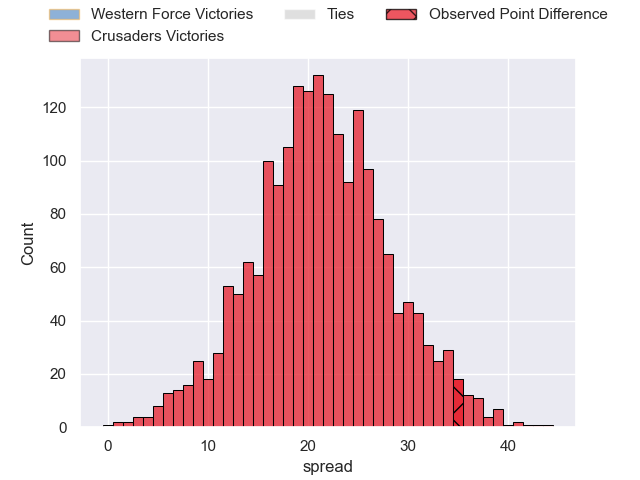 Western Force Victories
Ties
Observed Point Difference
Crusaders Victories
120
100
80
60
40
20
0
Count
0 10 20 30 40
spread